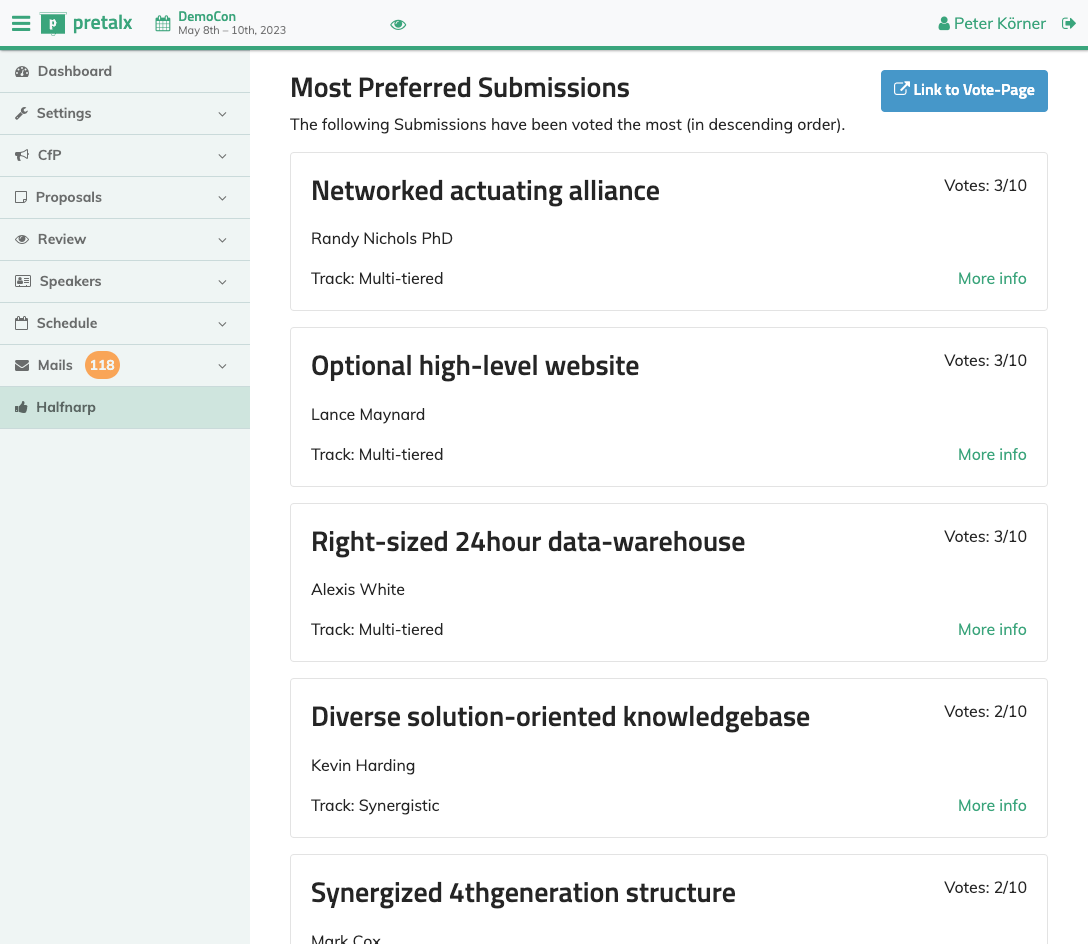 pretalx
DemoCon
May 8th – 10th, 2023
Peter Körner
Dashboard
Settings
CfP
Proposals
Review
Speakers
Schedule
Mails 118
Halfnarp
Most Preferred Submissions
Link to Vote-Page
The following Submissions have been voted the most (in descending order).
Networked actuating alliance
Votes: 3/10
Randy Nichols PhD
Track: Multi-tiered
More info
Optional high-level website
Votes: 3/10
Lance Maynard
Track: Multi-tiered
More info
Right-sized 24hour data-warehouse
Votes: 3/10
Alexis White
Track: Multi-tiered
More info
Diverse solution-oriented knowledgebase
Votes: 2/10
Kevin Harding
Track: Synergistic
More info
Synergized 4thgeneration structure
Votes: 2/10
Mark Cox